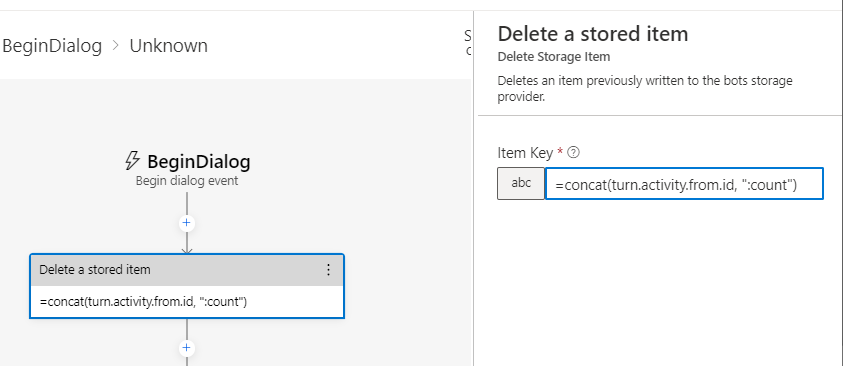 BeginDialog > Unknown
S
c
BeginDialog
Begin dialog event
Delete a stored item
=concat(turn.activity.from.id, ":count")
Delete a stored item
Delete Storage Item
Deletes an item previously written to the bots storage
provider.
Item Key *
abc
=concat(turn.activity.from.id, ":count")